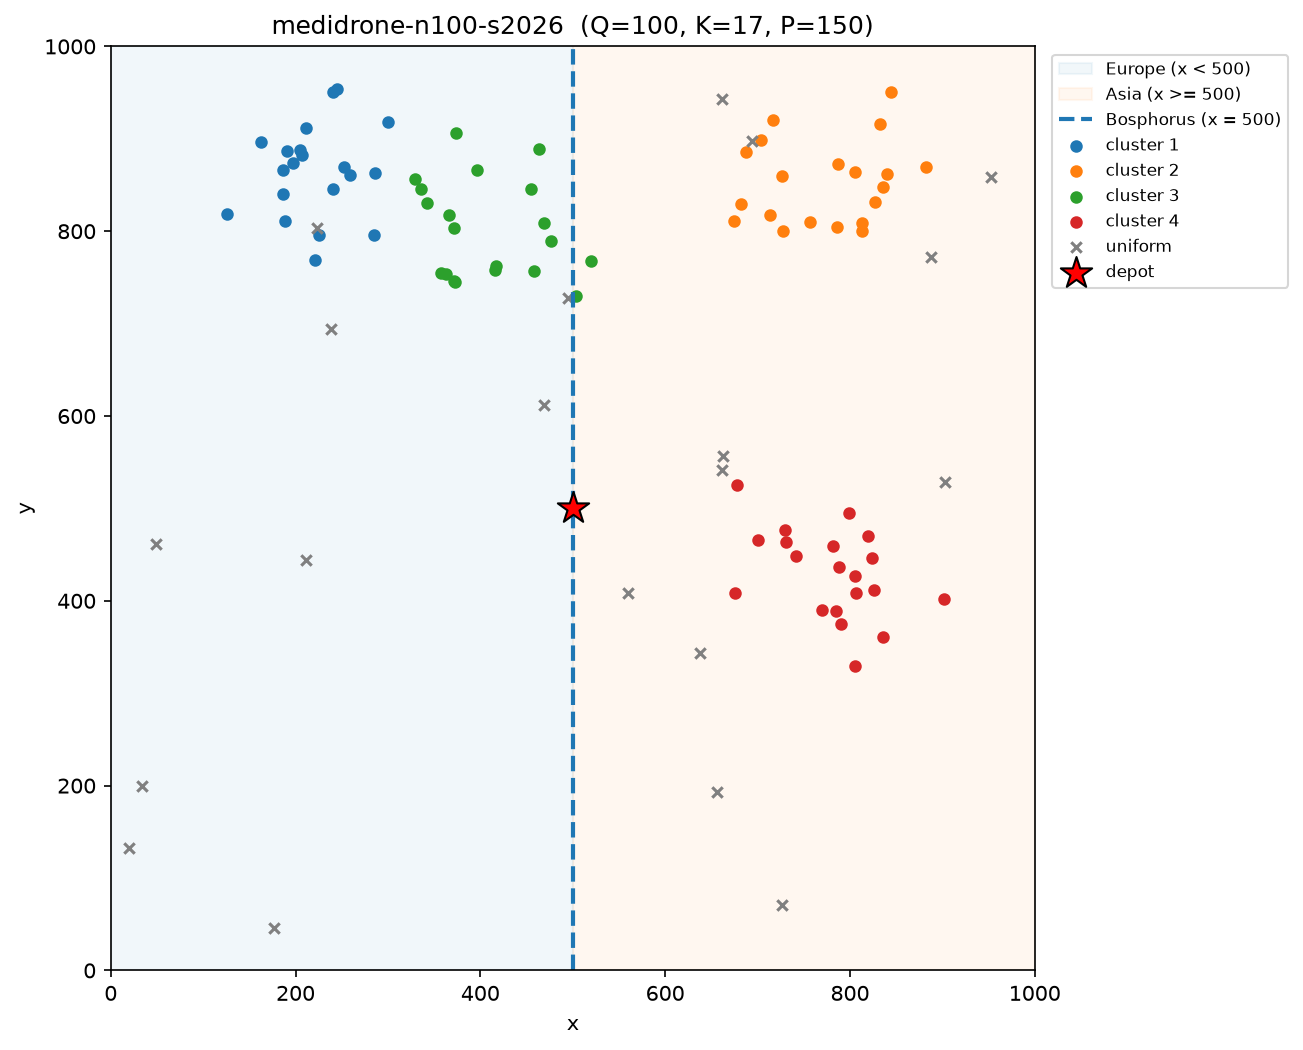 medidrone-n100-s2026  (Q=100, K=17, P=150)
1000
800
600
400
200
0
y
0 200 400 600 800 1000
x
Europe (x < 500)
Asia (x >= 500)
Bosphorus (x = 500)
cluster 1
cluster 2
cluster 3
cluster 4
uniform
depot